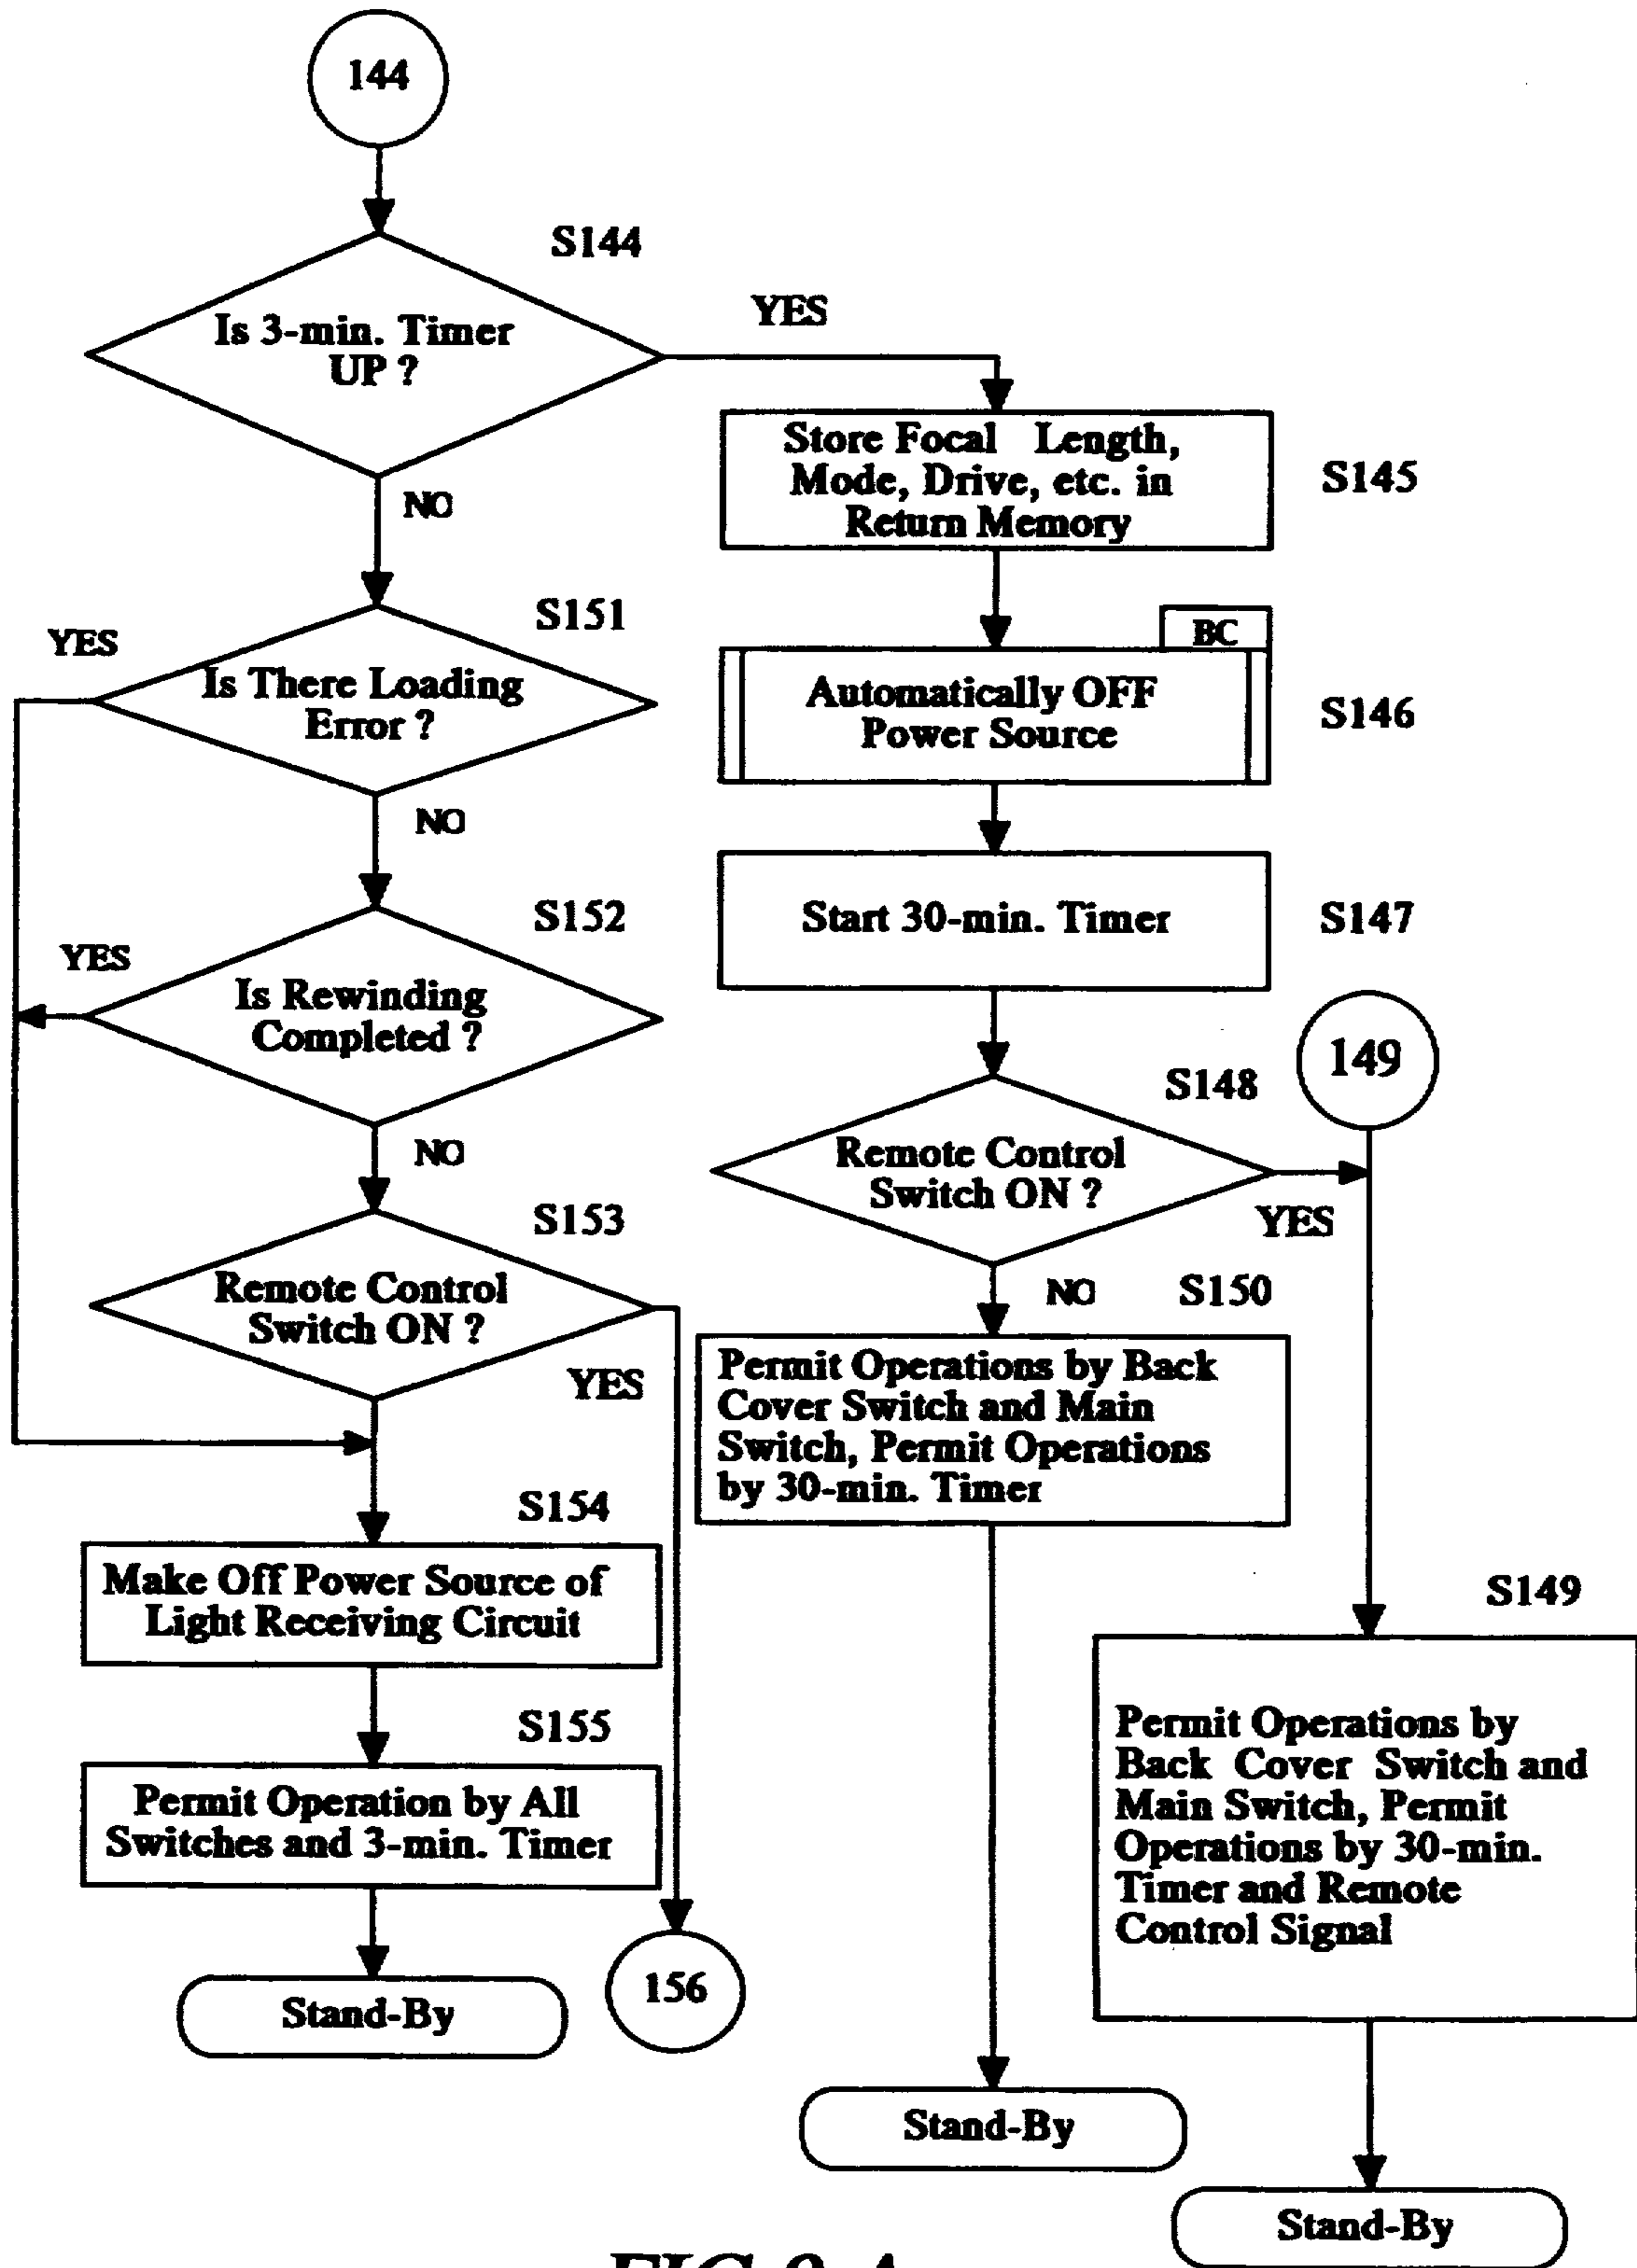 144
S144
Is 3-min. Timer
UP ?
YES
NO
Store Focal Length,
Mode, Drive, etc. in
Return Memory
S145
S151
YES
Is There Loading
Error ?
NO
BC
Automatically OFF
Power Source
S146
Start 30-min. Timer
S147
S152
YES
Is Rewinding
Completed ?
NO
149
S148
Remote Control
Switch ON ?
YES
NO
S153
Remote Control
Switch ON ?
YES
S150
Permit Operations by Back
Cover Switch and Main
Switch, Permit Operations
by 30-min. Timer
S154
Make Off Power Source of
Light Receiving Circuit
S155
Permit Operation by All
Switches and 3-min. Timer
Stand-By
156
S149
Permit Operations by
Back Cover Switch and
Main Switch, Permit
Operations by 30-min.
Timer and Remote
Control Signal
Stand-By
Stand-By